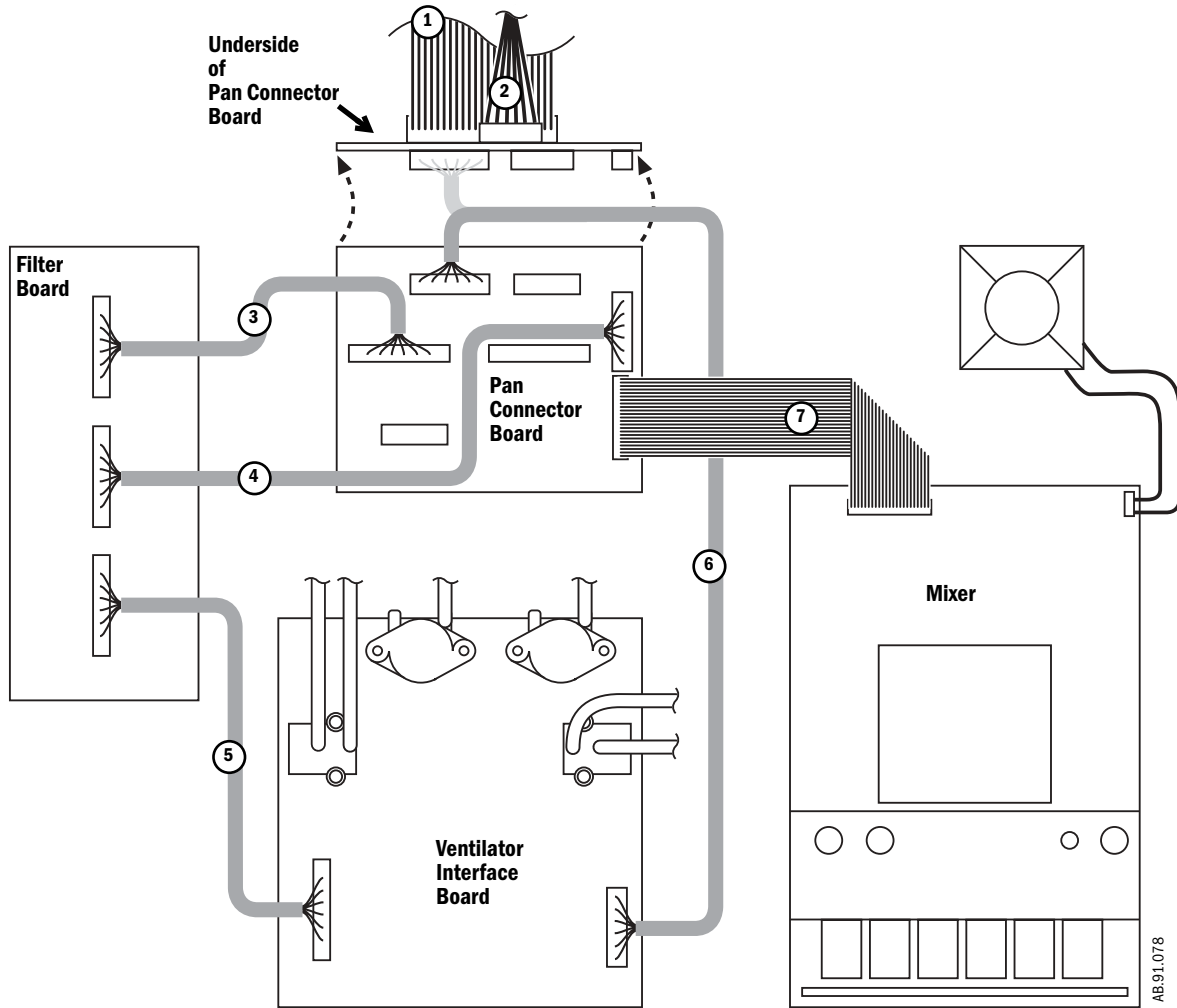 1
Underside
of
Pan Connector
Board
2
Filter
Board
3
Pan
Connector
Board
7
4
6
Mixer
5
Ventilator
Interface
Board
AB.91.078